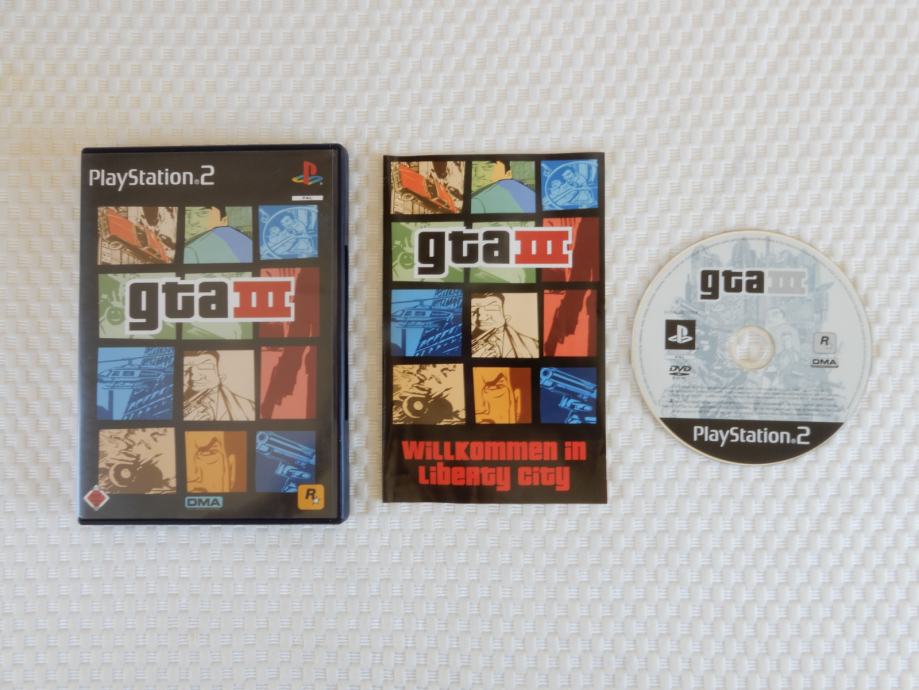 PlayStation.2
PAL
gta III
DMA
R
gta III
Willkommen in
Liberty City
gta III
R
DVD
DMA
PlayStation.2